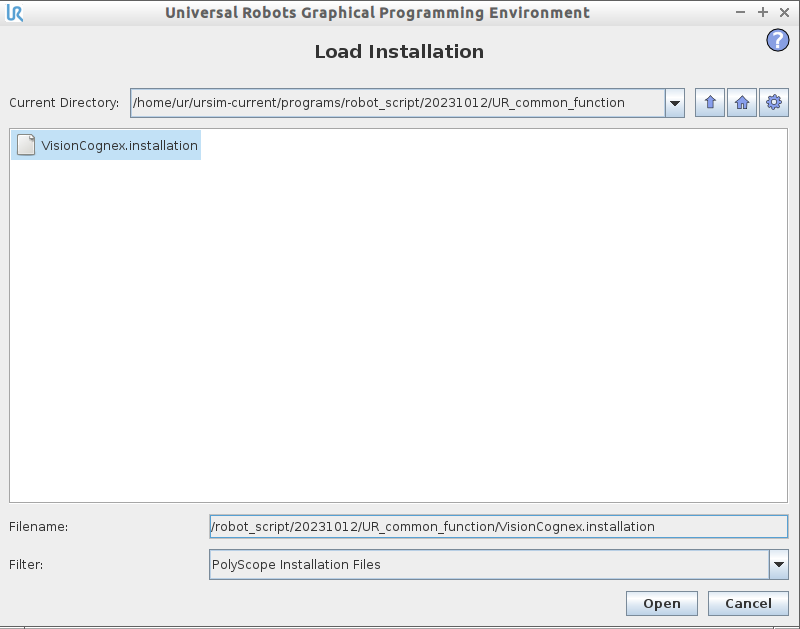 UR Universal Robots Graphical Programming Environment
Load Installation
?
Current Directory: /home/ur/ursim-current/programs/robot_script/20231012/UR_common_function
VisionCognex.installation
Filename: /robot_script/20231012/UR_common_function/VisionCognex.installation
Filter: PolyScope Installation Files
Open Cancel